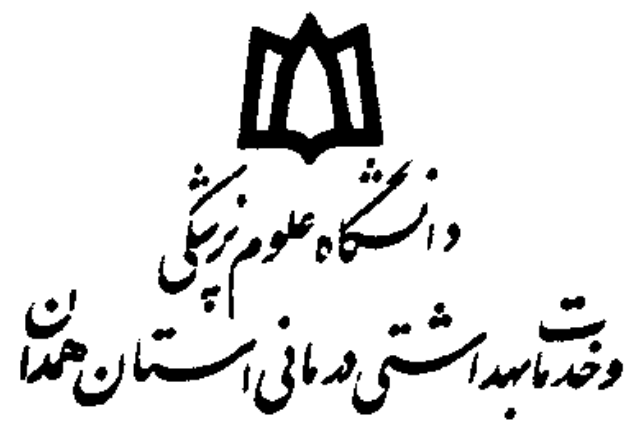 دانشگاه علوم پزشکی
و خدمات بهداشتی درمانی استان همدان